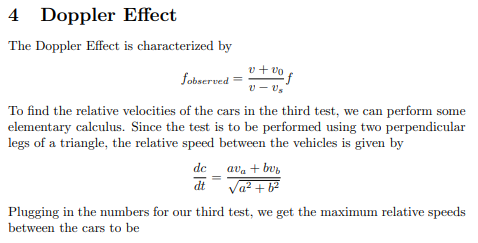 4 Doppler Effect
The Doppler Effect is characterized by
f_{observed} = \frac{v + v_0}{v - v_s} f
To find the relative velocities of the cars in the third test, we can perform some
elementary calculus. Since the test is to be performed using two perpendicular
legs of a triangle, the relative speed between the vehicles is given by
\frac{dc}{dt} = \frac{av_a + bv_b}{\sqrt{a^2 + b^2}}
Plugging in the numbers for our third test, we get the maximum relative speeds
between the cars to be